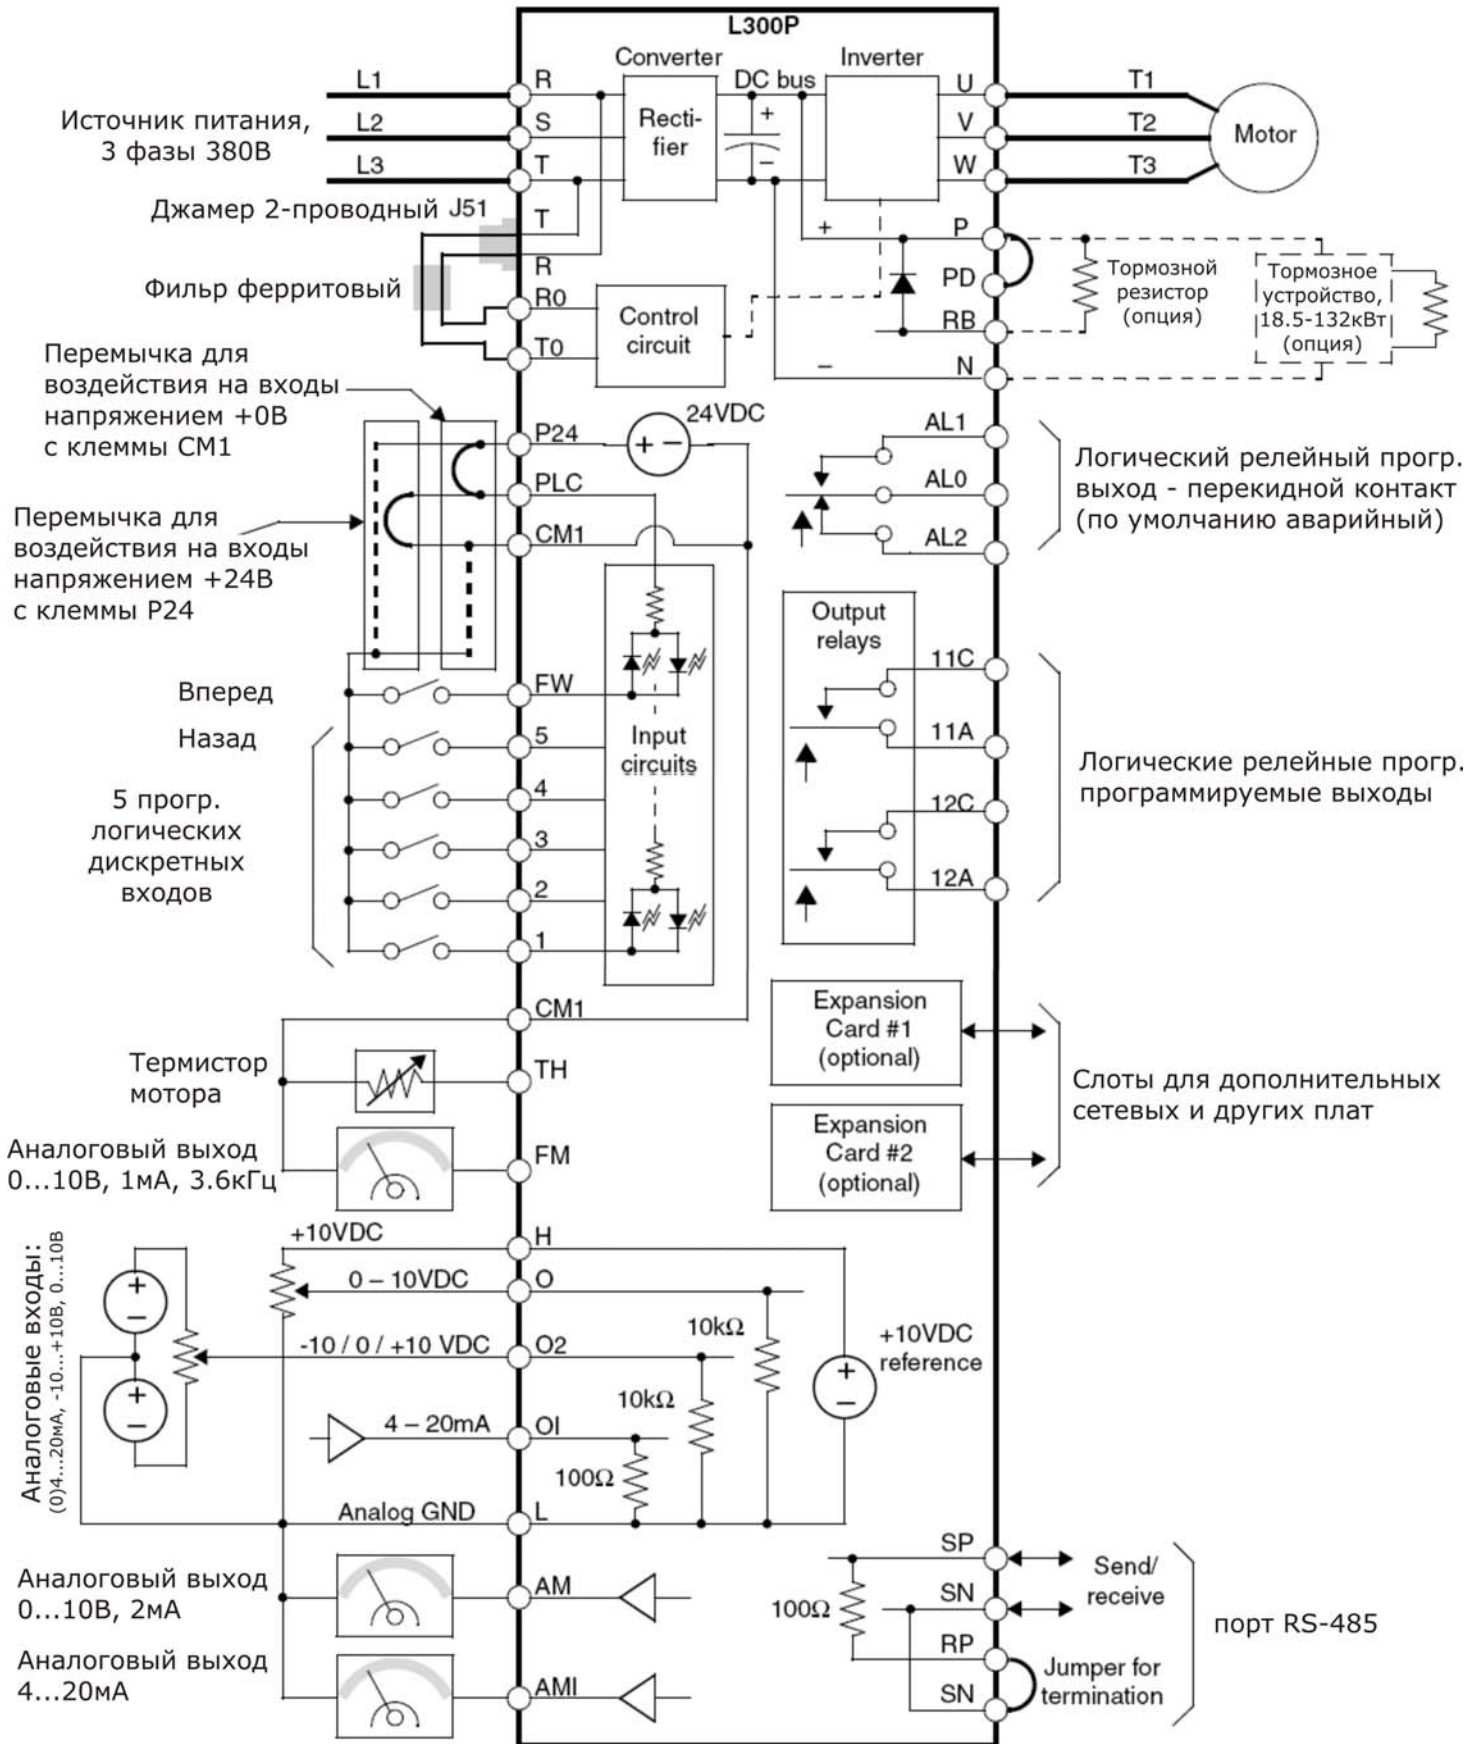 L300P
Converter
Inverter
L1
R
DC bus
U
T1
Источник питания,
3 фазы 380В
L2
S
Recti-
fier
+
−
V
T2
Motor
L3
T
W
T3
Джамер 2-проводный J51
T
+
P
R
PD
Тормозной
резистор
(опция)
Тормозное
устройство,
18.5-132кВт
(опция)
Фильр ферритовый
R0
Control
circuit
RB
T0
−
N
Перемычка для
воздействия на входы
напряжением +0В
с клеммы CM1
P24
+ −
24VDC
AL1
PLC
AL0
Логический релейный прогр.
выход - перекидной контакт
(по умолчанию аварийный)
Перемычка для
воздействия на входы
напряжением +24В
с клеммы P24
CM1
AL2
Output
relays
11C
Вперед
FW
Назад
5
Input
circuits
11A
Логические релейные прогр.
программируемые выходы
5 прогр.
логических
дискретных
входов
4
12C
3
2
12A
1
CM1
Expansion
Card #1
(optional)
Термистор
мотора
TH
Слоты для дополнительных
сетевых и других плат
Аналоговый выход
0...10В, 1мА, 3.6кГц
FM
Expansion
Card #2
(optional)
Аналоговые входы:
(0)4...20мА, -10...+10В, 0...10В
+10VDC
H
+
−
0 – 10VDC
O
10kΩ
+10VDC
reference
-10 / 0 / +10 VDC
O2
+
−
+
−
10kΩ
4 – 20mA
OI
100Ω
Analog GND
L
SP
Send/
receive
Аналоговый выход
0...10В, 2мА
AM
100Ω
SN
порт RS-485
RP
Jumper for
termination
Аналоговый выход
4...20мА
AMI
SN